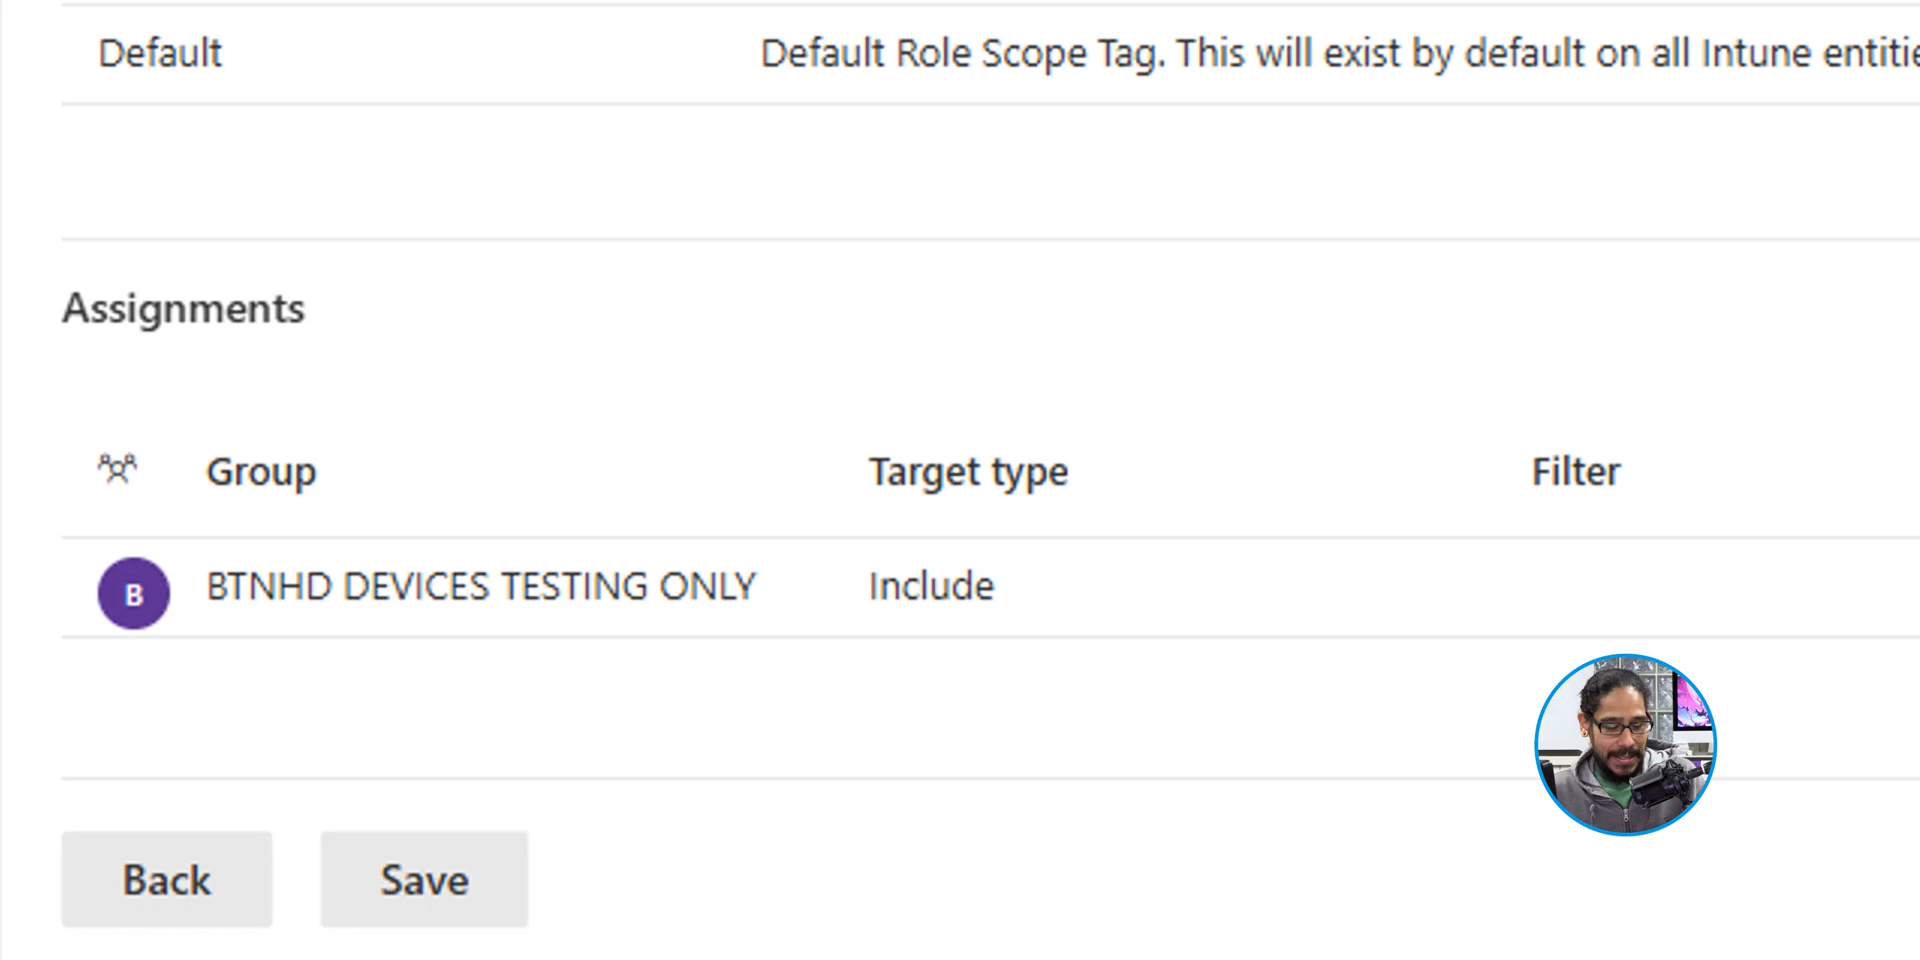 Default Default Role Scope Tag. This will exist by default on all Intune entitie
Assignments
Group Target type Filter
B BTNHD DEVICES TESTING ONLY Include
Back Save